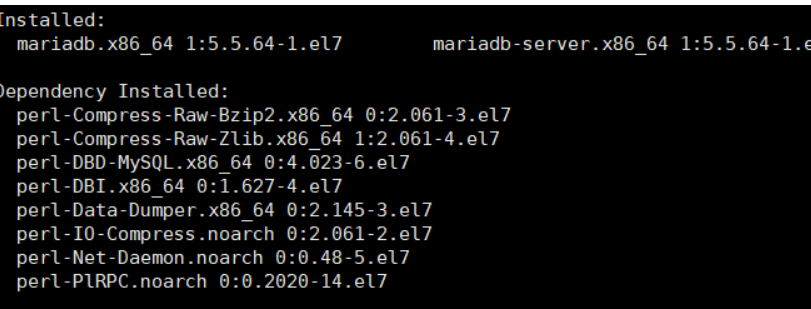 Installed:
mariadb.x86_64 1:5.5.64-1.el7 mariadb-server.x86_64 1:5.5.64-1.e
Dependency Installed:
perl-Compress-Raw-Bzip2.x86_64 0:2.061-3.el7
perl-Compress-Raw-Zlib.x86_64 1:2.061-4.el7
perl-DBD-MySQL.x86_64 0:4.023-6.el7
perl-DBI.x86_64 0:1.627-4.el7
perl-Data-Dumper.x86_64 0:2.145-3.el7
perl-IO-Compress.noarch 0:2.061-2.el7
perl-Net-Daemon.noarch 0:0.48-5.el7
perl-PlRPC.noarch 0:0.2020-14.el7